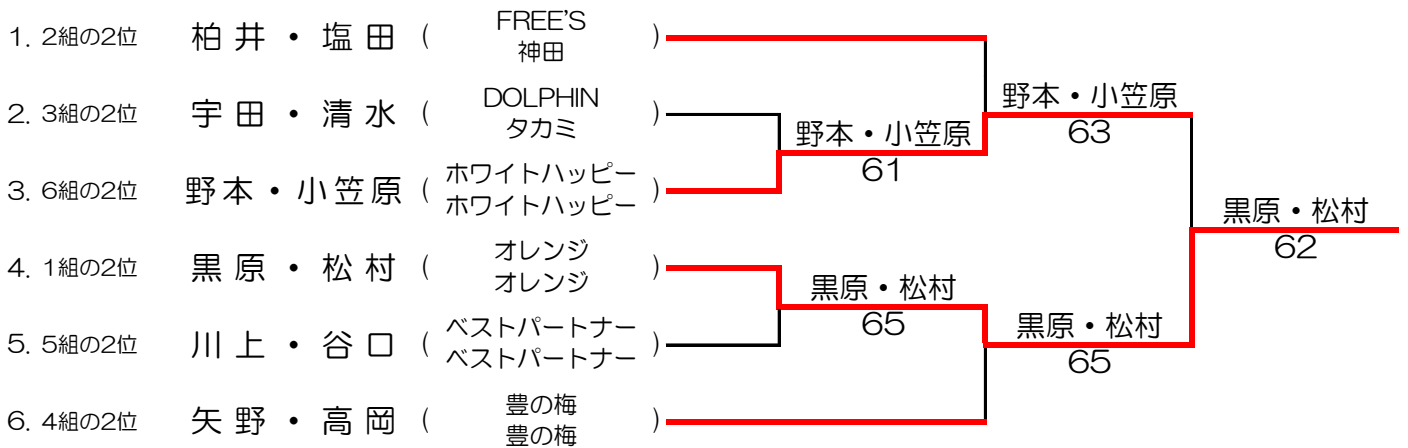 1. 2組の2位 柏井・塩田 ( FREE'S
神田 )
2. 3組の2位 宇田・清水 ( DOLPHIN
タカミ )
3. 6組の2位 野本・小笠原 ( ホワイトハッピー
ホワイトハッピー )
4. 1組の2位 黒原・松村 ( オレンジ
オレンジ )
5. 5組の2位 川上・谷口 ( ベストパートナー
ベストパートナー )
6. 4組の2位 矢野・高岡 ( 豊の梅
豊の梅 )
野本・小笠原
61
黒原・松村
65
野本・小笠原
63
黒原・松村
65
黒原・松村
62